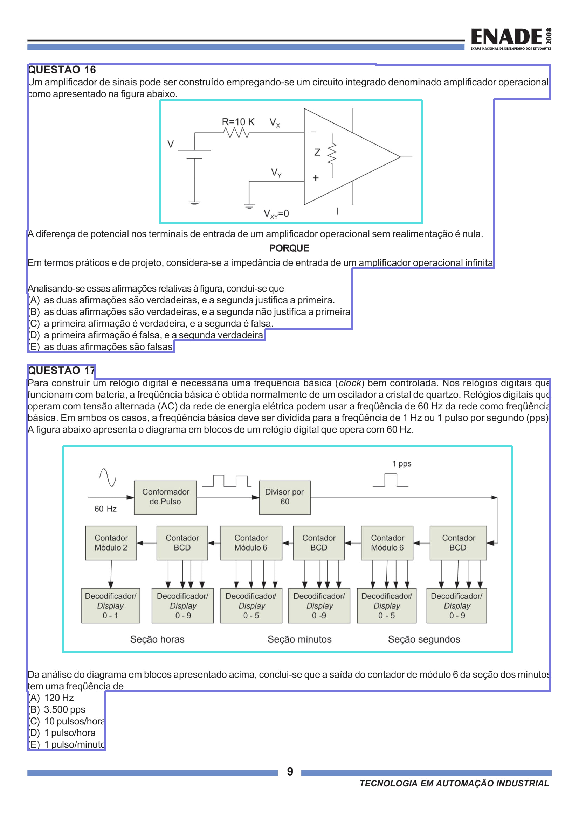 ENADE 2008
EXAME NACIONAL DE DESEMPENHO DOS ESTUDANTES
QUESTÃO 16
Um amplificador de sinais pode ser construído empregando-se um circuito integrado denominado amplificador operacional,
como apresentado na figura abaixo.
R=10 K VX
V
Z
VY
–
+
VXY=0 I
A diferença de potencial nos terminais de entrada de um amplificador operacional sem realimentação é nula.
PORQUE
Em termos práticos e de projeto, considera-se a impedância de entrada de um amplificador operacional infinita.
Analisando-se essas afirmações relativas à figura, conclui-se que
(A) as duas afirmações são verdadeiras, e a segunda justifica a primeira.
(B) as duas afirmações são verdadeiras, e a segunda não justifica a primeira.
(C) a primeira afirmação é verdadeira, e a segunda é falsa.
(D) a primeira afirmação é falsa, e a segunda verdadeira.
(E) as duas afirmações são falsas.
QUESTÃO 17
Para construir um relógio digital é necessária uma freqüência básica (clock) bem controlada. Nos relógios digitais que
funcionam com bateria, a freqüência básica é obtida normalmente de um oscilador a cristal de quartzo. Relógios digitais que
operam com tensão alternada (AC) da rede de energia elétrica podem usar a freqüência de 60 Hz da rede como freqüência
básica. Em ambos os casos, a freqüência básica deve ser dividida para a freqüência de 1 Hz ou 1 pulso por segundo (pps).
A figura abaixo apresenta o diagrama em blocos de um relógio digital que opera com 60 Hz.
1 pps
60 Hz
Conformador
de Pulso
Divisor por
60
Contador
Módulo 2
Contador
BCD
Contador
Módulo 6
Contador
BCD
Contador
Módulo 6
Contador
BCD
Decodificador/
Display
0 - 1
Decodificador/
Display
0 - 9
Decodificador/
Display
0 - 5
Decodificador/
Display
0 -9
Decodificador/
Display
0 - 5
Decodificador/
Display
0 - 9
Seção horas Seção minutos Seção segundos
Da análise do diagrama em blocos apresentado acima, conclui-se que a saída do contador de módulo 6 da seção dos minutos
tem uma freqüência de
(A) 120 Hz
(B) 3.500 pps
(C) 10 pulsos/hora
(D) 1 pulso/hora
(E) 1 pulso/minuto
9
TECNOLOGIA EM AUTOMAÇÃO INDUSTRIAL